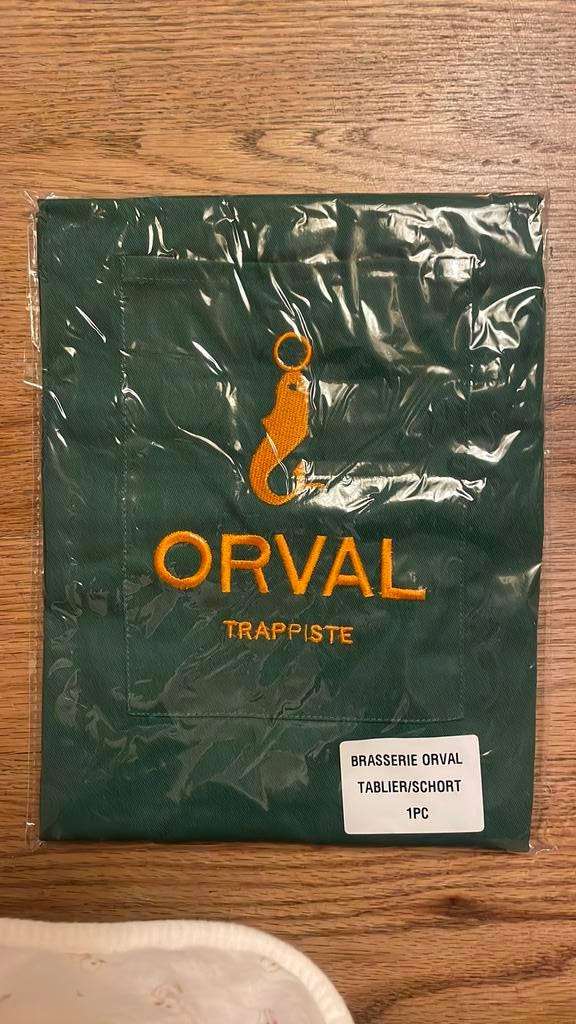 ORVAL
TRAPPISTE
BRASSERIE ORVAL
TABLIER/SCHORT
1PC